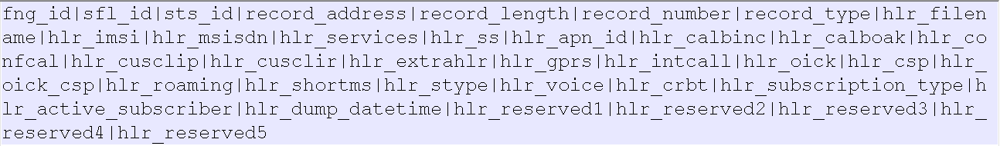 fng_id|sfl_id|sts_id|record_address|record_length|record_number|record_type|hlr_filen
ame|hlr_imsi|hlr_msisdn|hlr_services|hlr_ss|hlr_apn_id|hlr_calbinc|hlr_calboak|hlr_co
nfcal|hlr_cusclip|hlr_cusclir|hlr_extrahlr|hlr_gprs|hlr_intcall|hlr_oick|hlr_csp|hlr_
oick_csp|hlr_roaming|hlr_shortms|hlr_stype|hlr_voice|hlr_crbt|hlr_subscription_type|h
lr_active_subscriber|hlr_dump_datetime|hlr_reserved1|hlr_reserved2|hlr_reserved3|hlr_
reserved4|hlr_reserved5